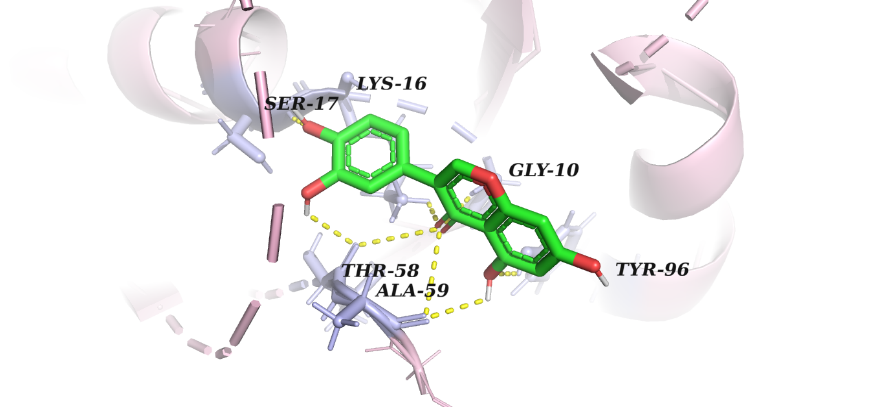 LYS-16
SER-17
GLY-10
THR-58
TYR-96
ALA-59